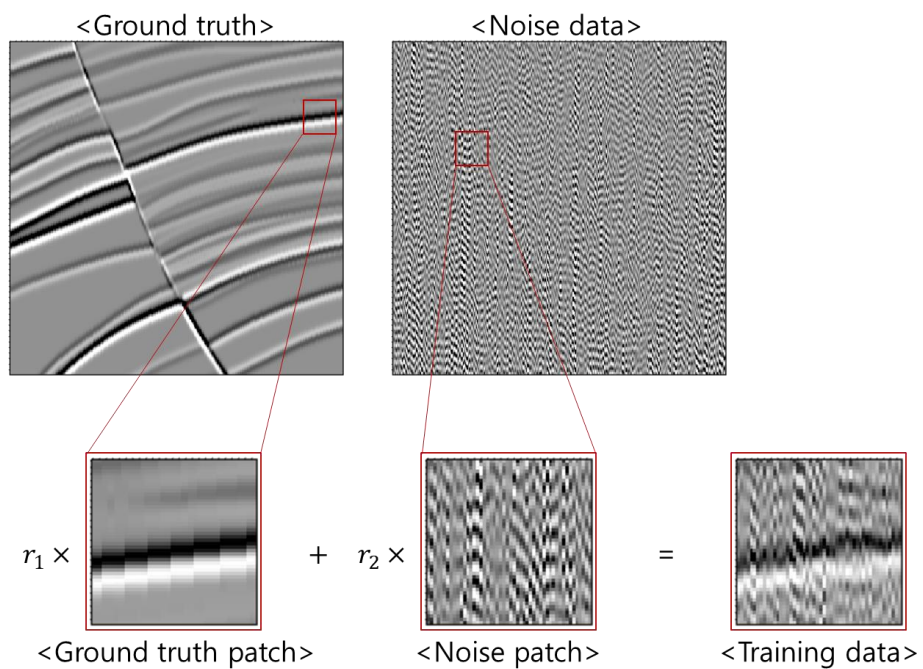 <Ground truth>
<Noise data>
r₁ × + r₂ × =
<Ground truth patch>
<Noise patch>
<Training data>